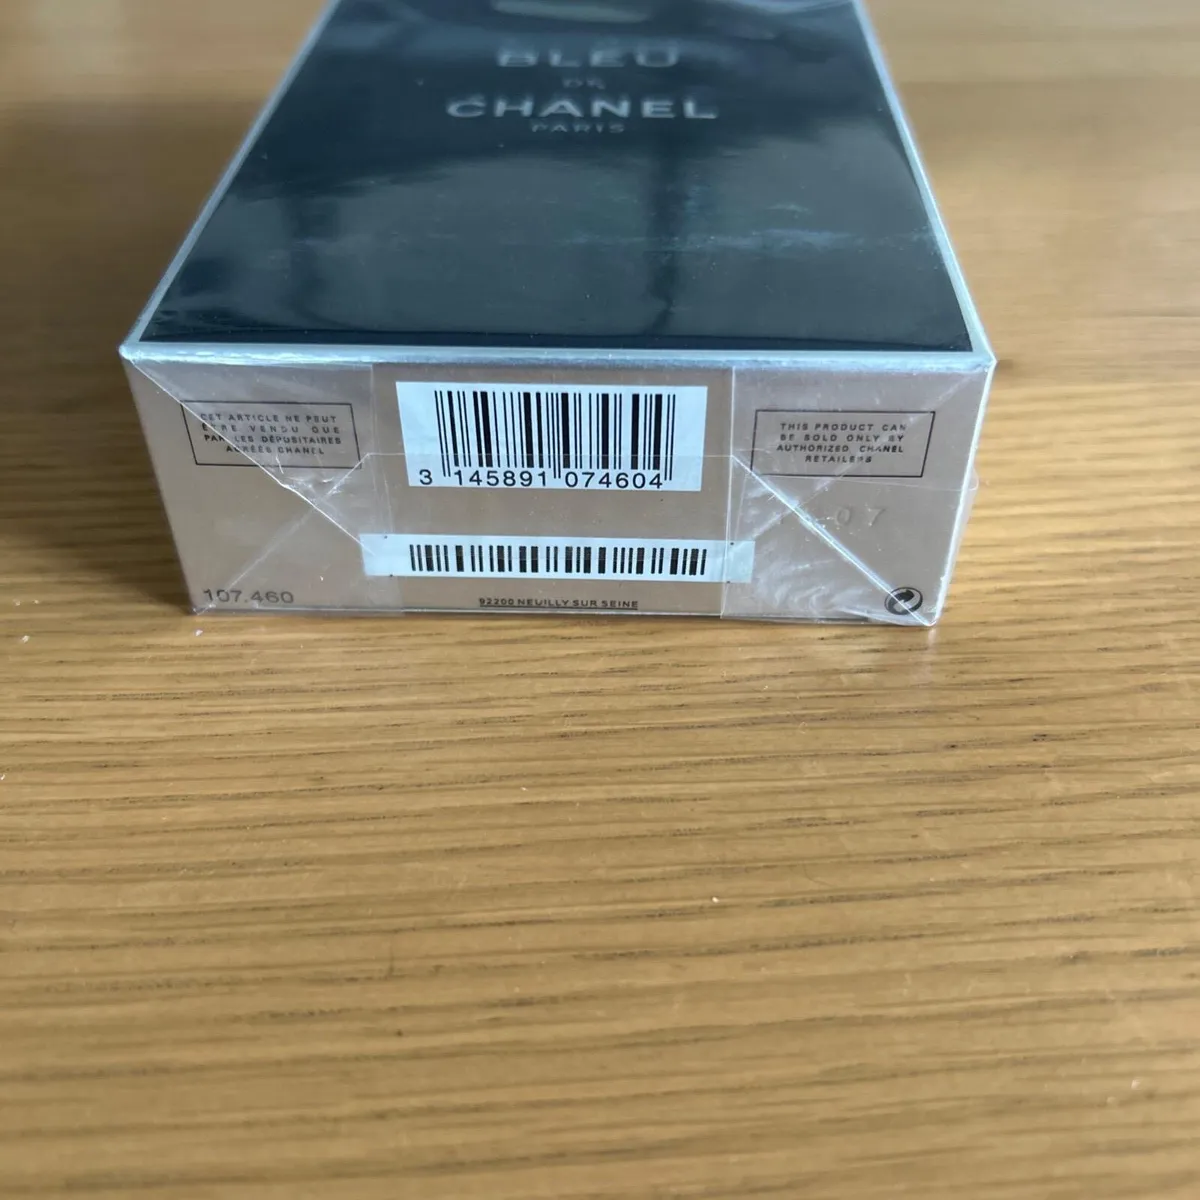 BLEU
DE
CHANEL
PARIS
CET ARTICLE NE PEUT
ÊTRE VENDU QUE
PAR LES DÉPOSITAIRES
AGRÉÉS CHANEL
3 145891 074604
THIS PRODUCT CAN
BE SOLD ONLY BY
AUTHORIZED CHANEL
RETAILERS
107.460
92200 NEUILLY SUR SEINE